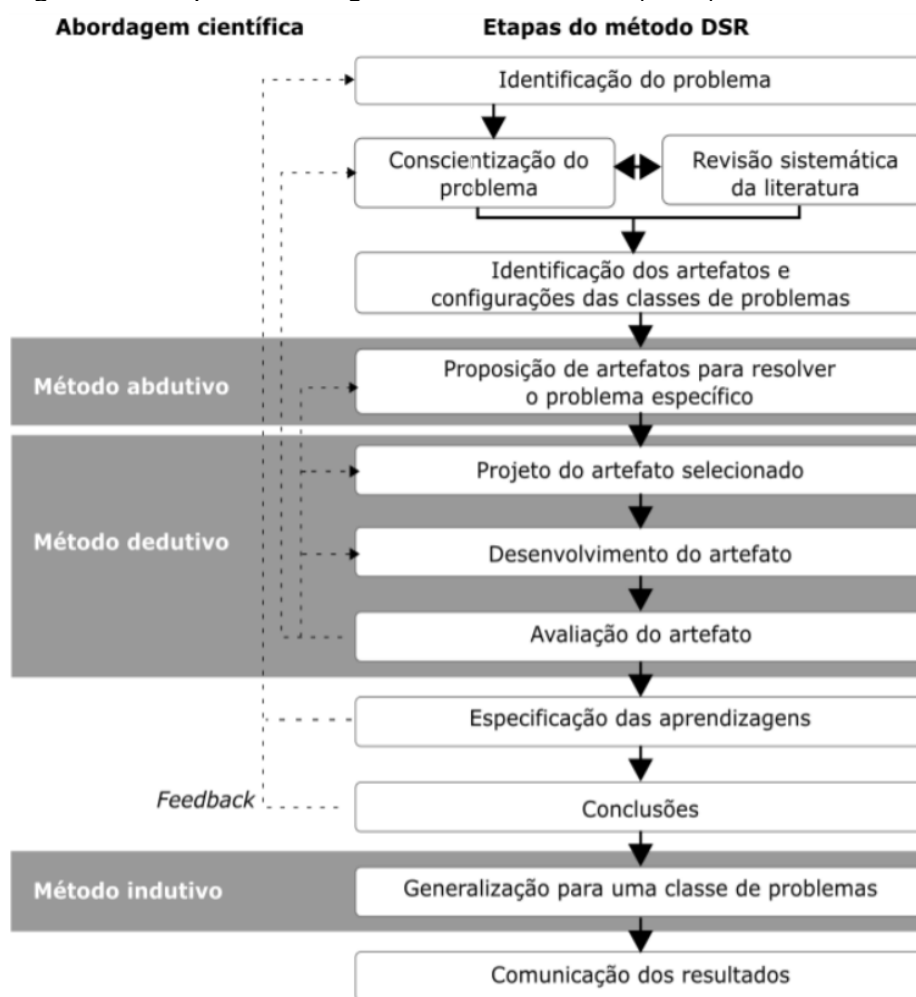 Abordagem científica
Etapas do método DSR
Identificação do problema
Conscientização do
problema
Revisão sistemática
da literatura
Identificação dos artefatos e
configurações das classes de problemas
Método abdutivo
Proposição de artefatos para resolver
o problema específico
Projeto do artefato selecionado
Método dedutivo
Desenvolvimento do artefato
Avaliação do artefato
Especificação das aprendizagens
Feedback
Conclusões
Método indutivo
Generalização para uma classe de problemas
Comunicação dos resultados